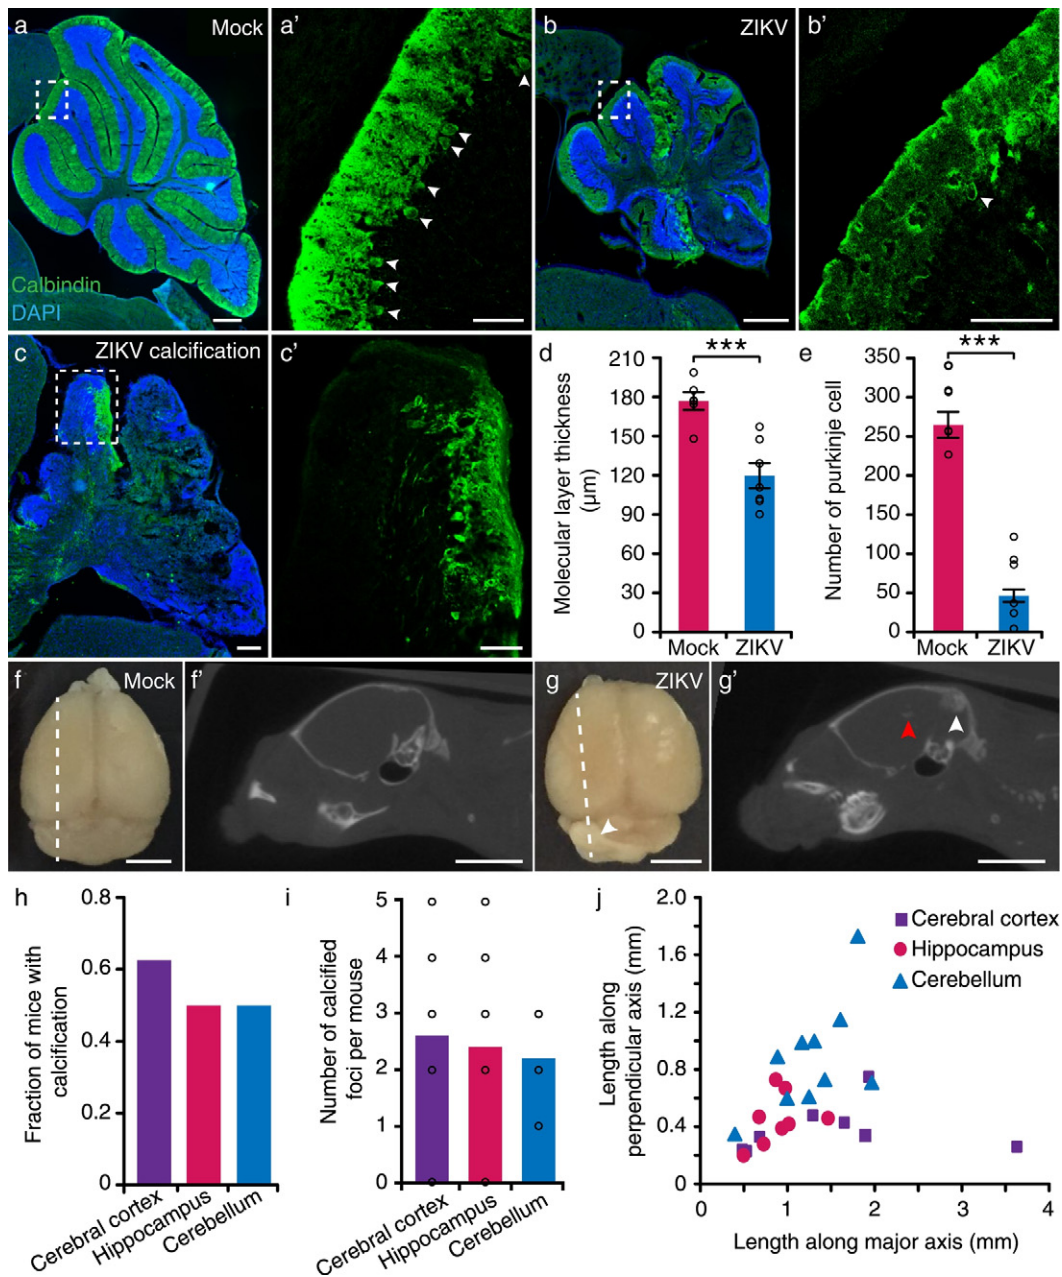 a
Mock
a'
b
ZIKV
b'
Calbindin
DAPI
c
ZIKV calcification
c'
d
***
Molecular layer thickness
(μm)
210
180
150
120
90
60
30
0
Mock
ZIKV
e
***
Number of purkinje cell
350
300
250
200
150
100
50
0
Mock
ZIKV
f
Mock
f'
g
ZIKV
g'
h
Fraction of mice with
calcification
0.8
0.6
0.4
0.2
0
Cerebral cortex
Hippocampus
Cerebellum
i
Number of calcified
foci per mouse
5
4
3
2
1
0
Cerebral cortex
Hippocampus
Cerebellum
j
Length along
perpendicular axis (mm)
2.0
1.6
1.2
0.8
0.4
0
Cerebral cortex
Hippocampus
Cerebellum
0
1
2
3
4
Length along major axis (mm)